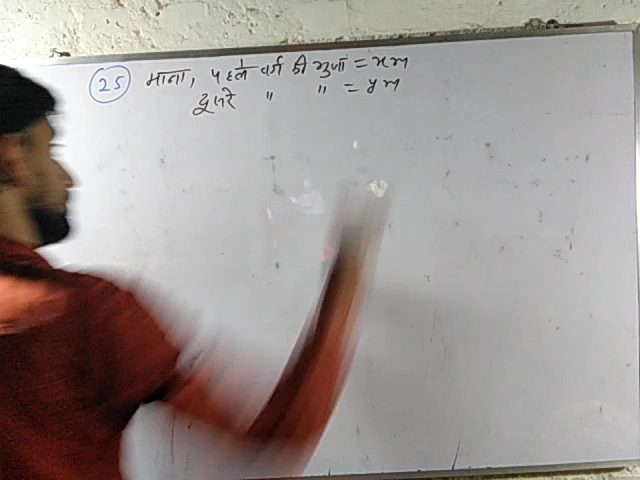 25 माना, पहले वर्ग की भुजा = x m
दूसरे " " = y m